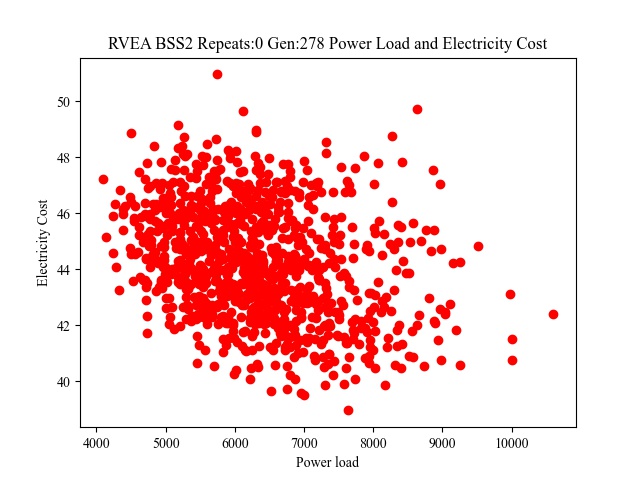 RVEA BSS2 Repeats:0 Gen:278 Power Load and Electricity Cost
50
48
46
44
42
40
Electricity Cost
4000 5000 6000 7000 8000 9000 10000
Power load